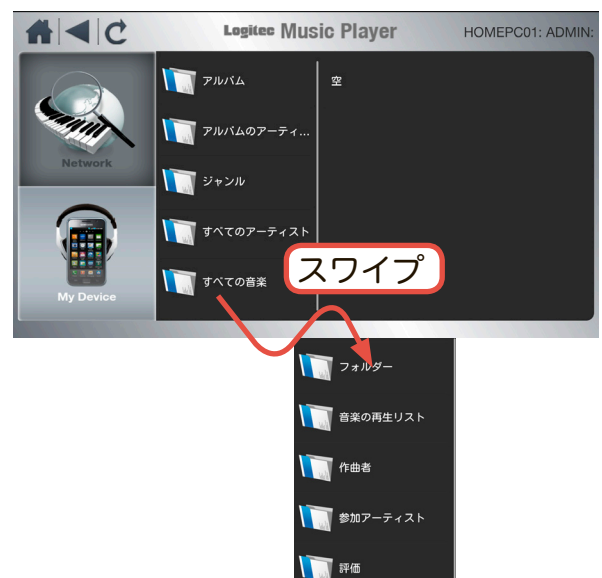 Logitec Music Player
HOMEPC01: ADMIN:
Network
My Device
アルバム
アルバムのアーティ...
ジャンル
すべてのアーティスト
すべての音楽
空
スワイプ
フォルダー
音楽の再生リスト
作曲者
参加アーティスト
評価